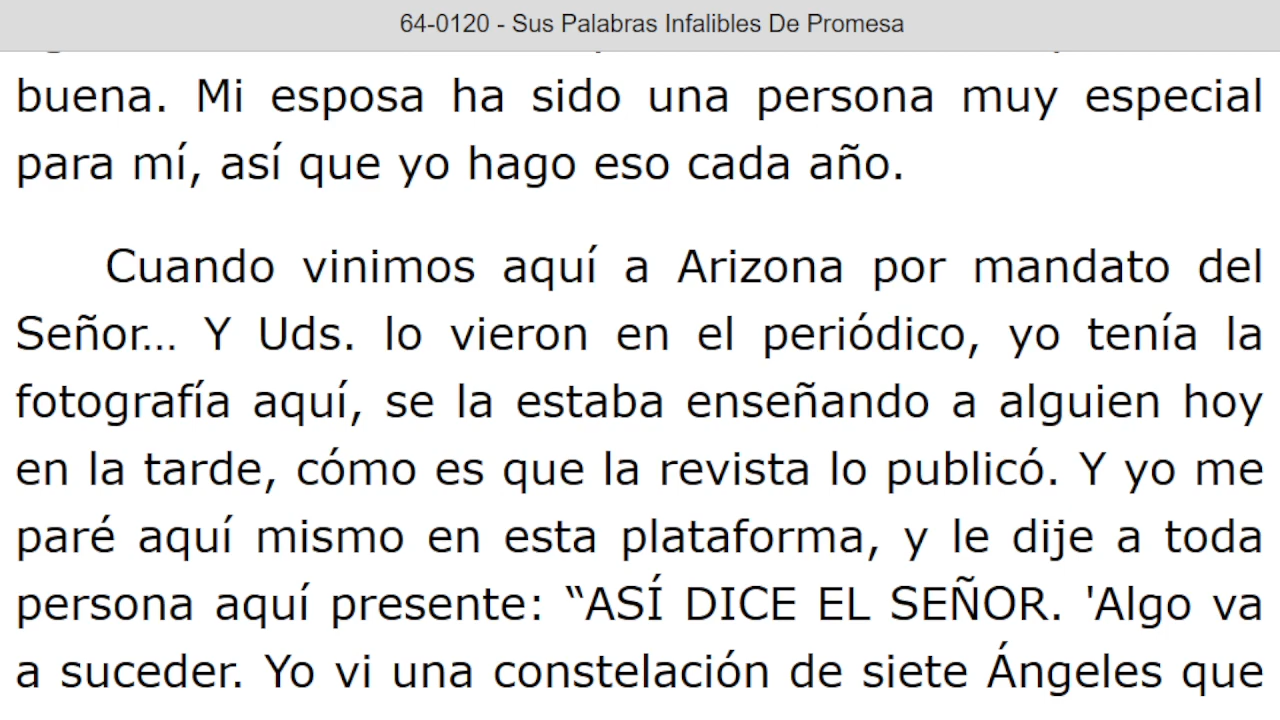 64-0120 - Sus Palabras Infalibles De Promesa
buena. Mi esposa ha sido una persona muy especial
para mí, así que yo hago eso cada año.
Cuando vinimos aquí a Arizona por mandato del
Señor… Y Uds. lo vieron en el periódico, yo tenía la
fotografía aquí, se la estaba enseñando a alguien hoy
en la tarde, cómo es que la revista lo publicó. Y yo me
paré aquí mismo en esta plataforma, y le dije a toda
persona aquí presente: “ASÍ DICE EL SEÑOR. 'Algo va
a suceder. Yo vi una constelación de siete Ángeles que